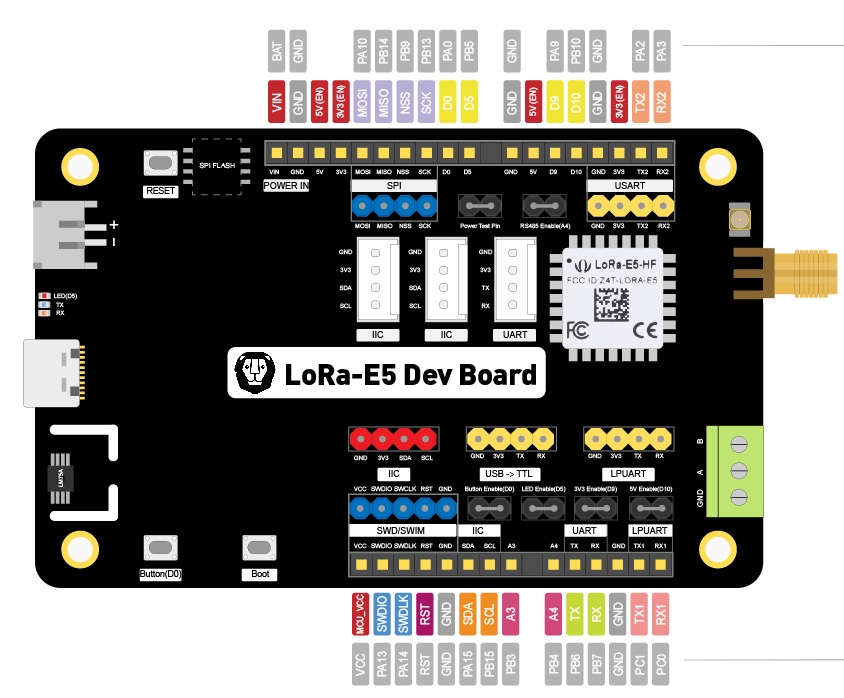 BAT GND PA10 PB14 PB9 PB13 PA0 PB5 GND PA9 PB10 GND PA2 PA3
VIN GND 5V(EN) 3V3(EN) MOSI MISO NSS SCK D0 D5 GND 5V(EN) D9 D10 GND 3V3(EN) TX2 RX2
VIN GND 5V 3V3 MOSI MISO NSS SCK D0 D5 GND 5V D9 D10 GND 3V3 TX2 RX2
SPI FLASH
RESET
POWER IN SPI USART
MOSI MISO NSS SCK Power Test Pin RS485 Enable(A4) GND 3V3 TX2 RX2
+
-
GND GND GND
3V3 3V3 3V3
SDA SDA TX
SCL SCL RX
IIC IIC UART
LoRa-E5-HF
FCC ID:Z4T-LORA-E5
FC CE
LED(D5)
TX
RX
LoRa-E5 Dev Board
GND 3V3 SDA SCL GND 3V3 TX RX GND 3V3 TX RX
IIC USB -> TTL LPUART
B
A
GND
LM75A
VCC SWDIO SWCLK RST GND Button Enable(D0) LED Enable(D5) 3V3 Enable(D9) 5V Enable(D10)
SWD/SWIM IIC UART LPUART
VCC SWDIO SWDLK RST GND SDA SCL A3 A4 TX RX GND TX1 RX1
Button(D0) Boot
MCU_VCC SWDIO SWDLK RST GND SDA SCL A3 A4 TX RX GND TX1 RX1
VCC PA13 PA14 RST GND PA15 PB15 PB3 PB4 PB6 PB7 GND PC1 PC0